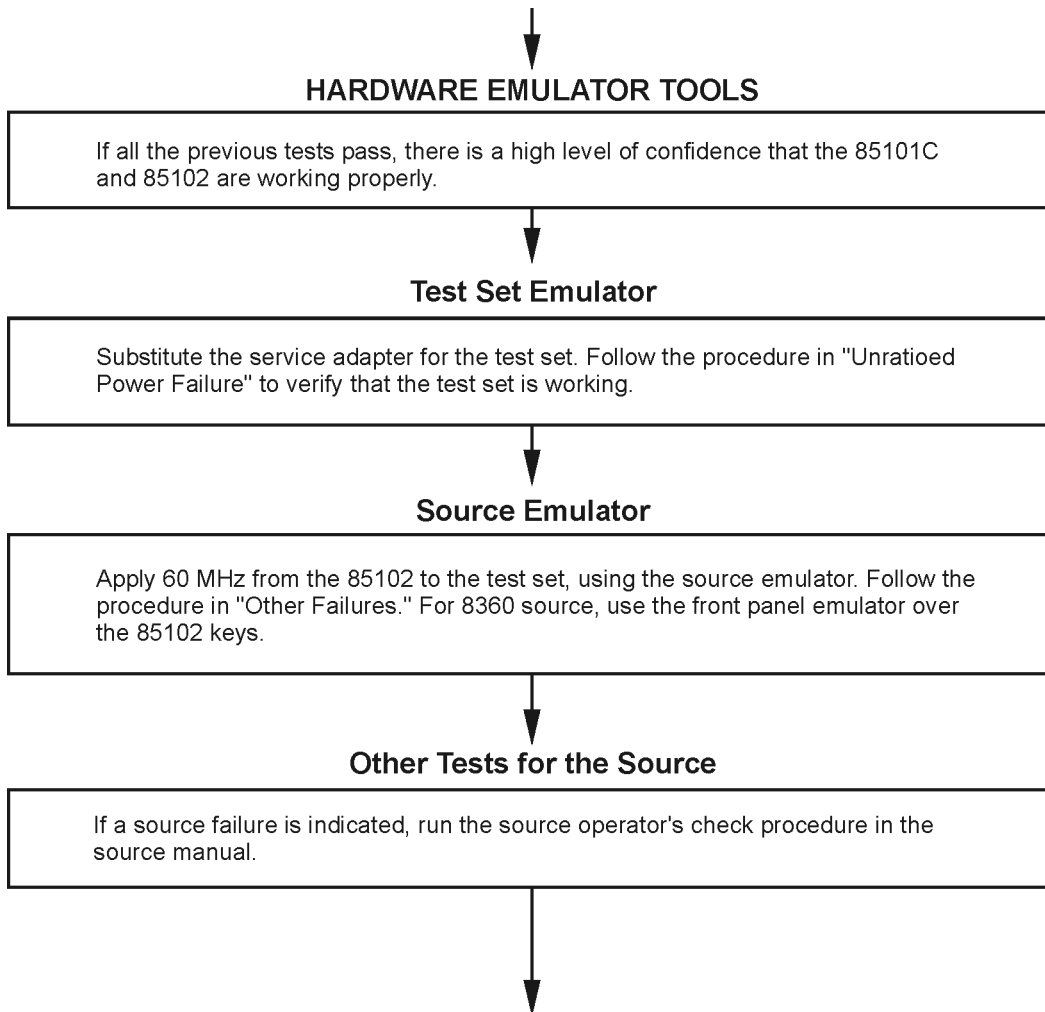 HARDWARE EMULATOR TOOLS
If all the previous tests pass, there is a high level of confidence that the 85101C
and 85102 are working properly.
Test Set Emulator
Substitute the service adapter for the test set. Follow the procedure in "Unratioed
Power Failure" to verify that the test set is working.
Source Emulator
Apply 60 MHz from the 85102 to the test set, using the source emulator. Follow the
procedure in "Other Failures." For 8360 source, use the front panel emulator over
the 85102 keys.
Other Tests for the Source
If a source failure is indicated, run the source operator's check procedure in the
source manual.